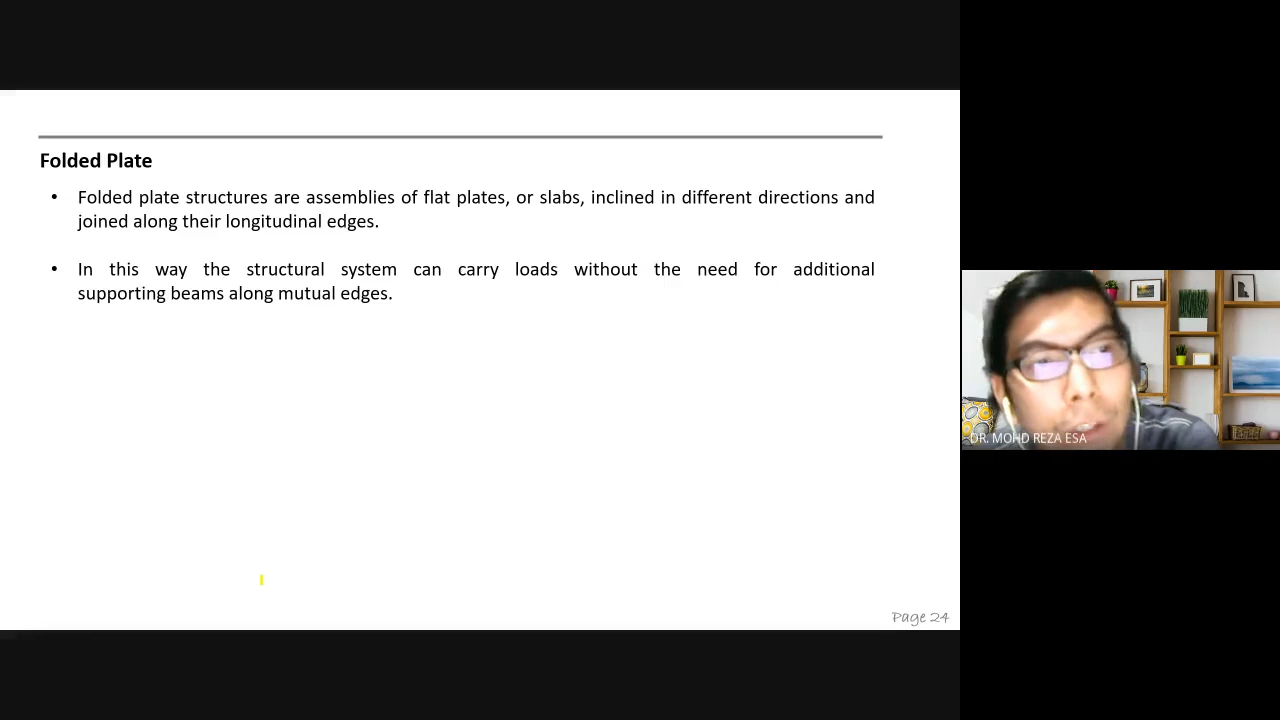 Folded Plate
• Folded plate structures are assemblies of flat plates, or slabs, inclined in different directions and
joined along their longitudinal edges.
• In this way the structural system can carry loads without the need for additional
supporting beams along mutual edges.
DR. MOHD REZA ESA
Page 24